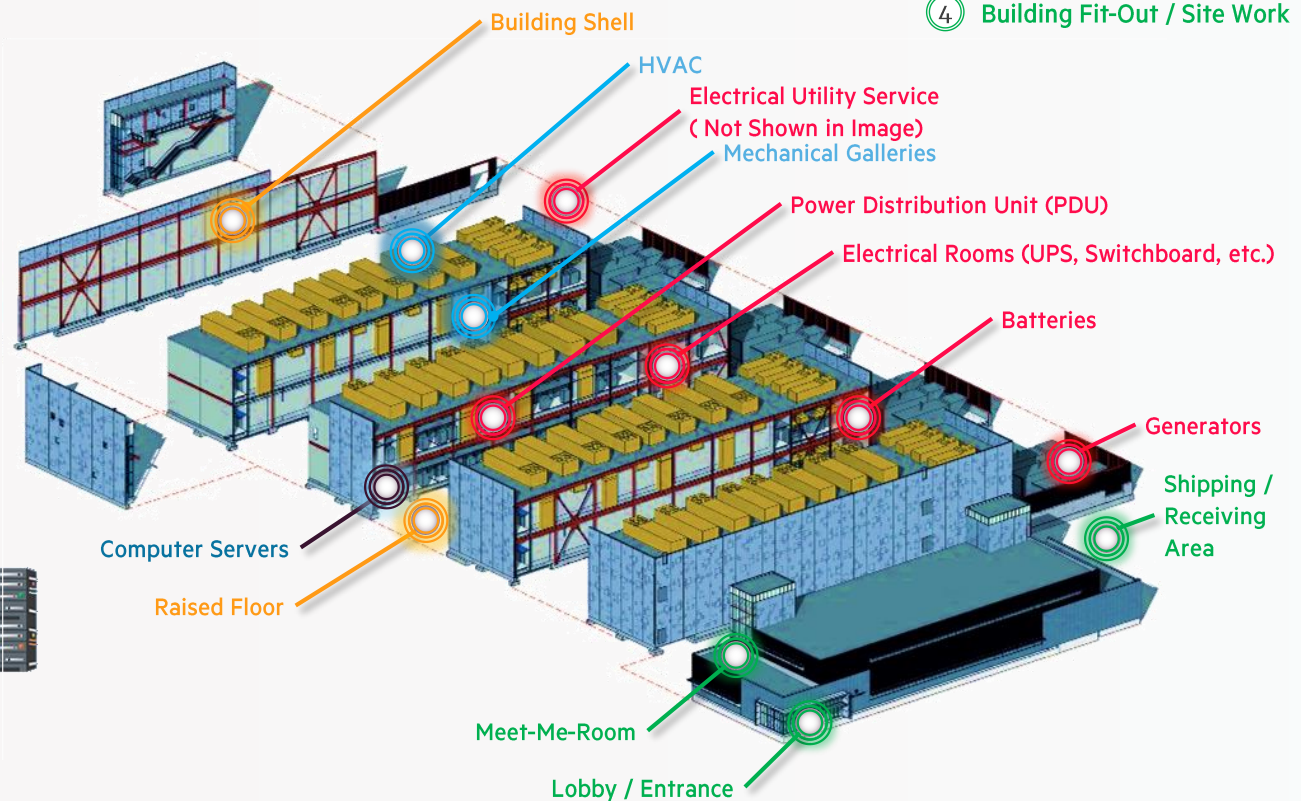 4 Building Fit-Out / Site Work
Building Shell
HVAC
Electrical Utility Service
( Not Shown in Image)
Mechanical Galleries
Power Distribution Unit (PDU)
Electrical Rooms (UPS, Switchboard, etc.)
Batteries
Generators
Shipping /
Receiving
Area
Computer Servers
Raised Floor
Meet-Me-Room
Lobby / Entrance